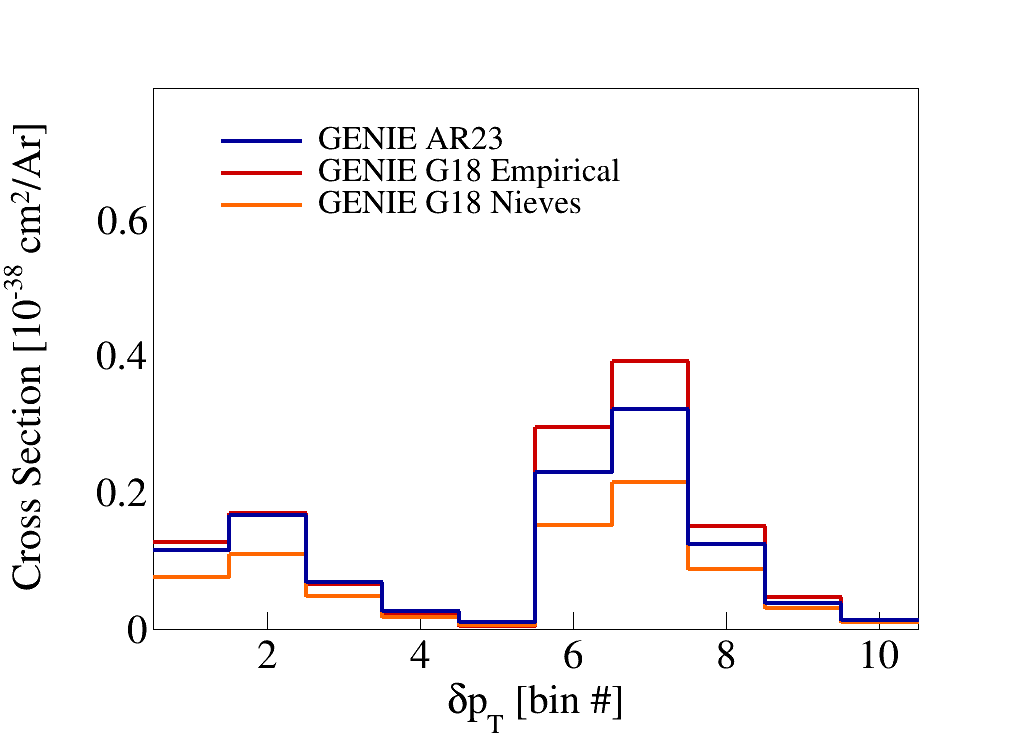 GENIE AR23
GENIE G18 Empirical
GENIE G18 Nieves
Cross Section [10⁻³⁸ cm²/Ar]
0.6
0.4
0.2
0
2 4 6 8 10
δp_T [bin #]